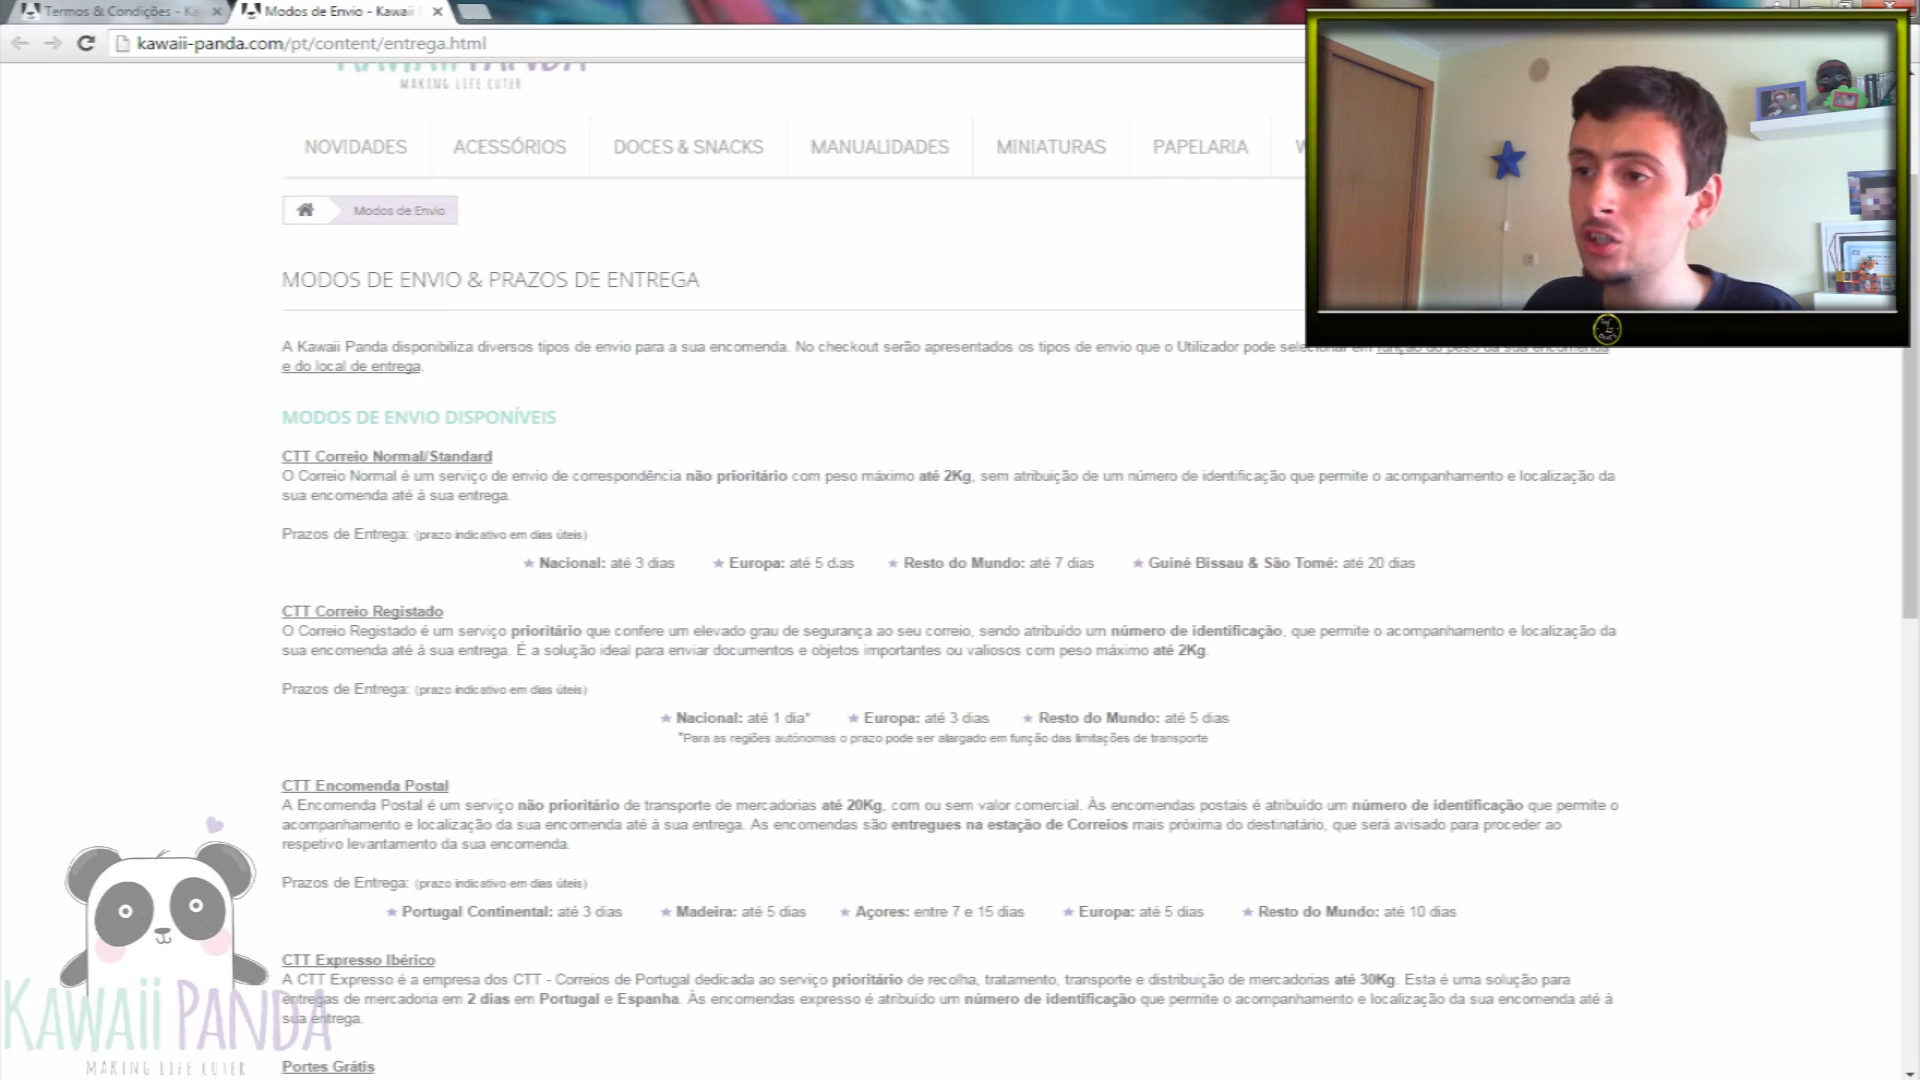 Termos & Condições - Ka
Modos de Envio - Kawaii P
kawaii-panda.com/pt/content/entrega.html
KAWAII PANDA
MAKING LIFE CUTER
NOVIDADES
ACESSÓRIOS
DOCES & SNACKS
MANUALIDADES
MINIATURAS
PAPELARIA
Modos de Envio
MODOS DE ENVIO & PRAZOS DE ENTREGA
A Kawaii Panda disponibiliza diversos tipos de envio para a sua encomenda. No checkout serão apresentados os tipos de envio que o Utilizador pode selecionar em função do peso da sua encomenda
e do local de entrega.
MODOS DE ENVIO DISPONÍVEIS
CTT Correio Normal/Standard
O Correio Normal é um serviço de envio de correspondência não prioritário com peso máximo até 2Kg, sem atribuição de um número de identificação que permite o acompanhamento e localização da
sua encomenda até à sua entrega.
Prazos de Entrega: (prazo indicativo em dias úteis)
★ Nacional: até 3 dias ★ Europa: até 5 dias ★ Resto do Mundo: até 7 dias ★ Guiné Bissau & São Tomé: até 20 dias
CTT Correio Registado
O Correio Registado é um serviço prioritário que confere um elevado grau de segurança ao seu correio, sendo atribuído um número de identificação, que permite o acompanhamento e localização da
sua encomenda até à sua entrega. É a solução ideal para enviar documentos e objetos importantes ou valiosos com peso máximo até 2Kg.
Prazos de Entrega: (prazo indicativo em dias úteis)
★ Nacional: até 1 dia* ★ Europa: até 3 dias ★ Resto do Mundo: até 5 dias
*Para as regiões autónomas o prazo pode ser alargado em função das limitações de transporte
CTT Encomenda Postal
A Encomenda Postal é um serviço não prioritário de transporte de mercadorias até 20Kg, com ou sem valor comercial. Às encomendas postais é atribuído um número de identificação que permite o
acompanhamento e localização da sua encomenda até à sua entrega. As encomendas são entregues na estação de Correios mais próxima do destinatário, que será avisado para proceder ao
respetivo levantamento da sua encomenda.
Prazos de Entrega: (prazo indicativo em dias úteis)
★ Portugal Continental: até 3 dias ★ Madeira: até 5 dias ★ Açores: entre 7 e 15 dias ★ Europa: até 5 dias ★ Resto do Mundo: até 10 dias
CTT Expresso Ibérico
A CTT Expresso é a empresa dos CTT - Correios de Portugal dedicada ao serviço prioritário de recolha, tratamento, transporte e distribuição de mercadorias até 30Kg. Esta é uma solução para
entregas de mercadoria em 2 dias em Portugal e Espanha. Às encomendas expresso é atribuído um número de identificação que permite o acompanhamento e localização da sua encomenda até à
sua entrega.
Portes Grátis
KAWAII PANDA
MAKING LIFE CUTER